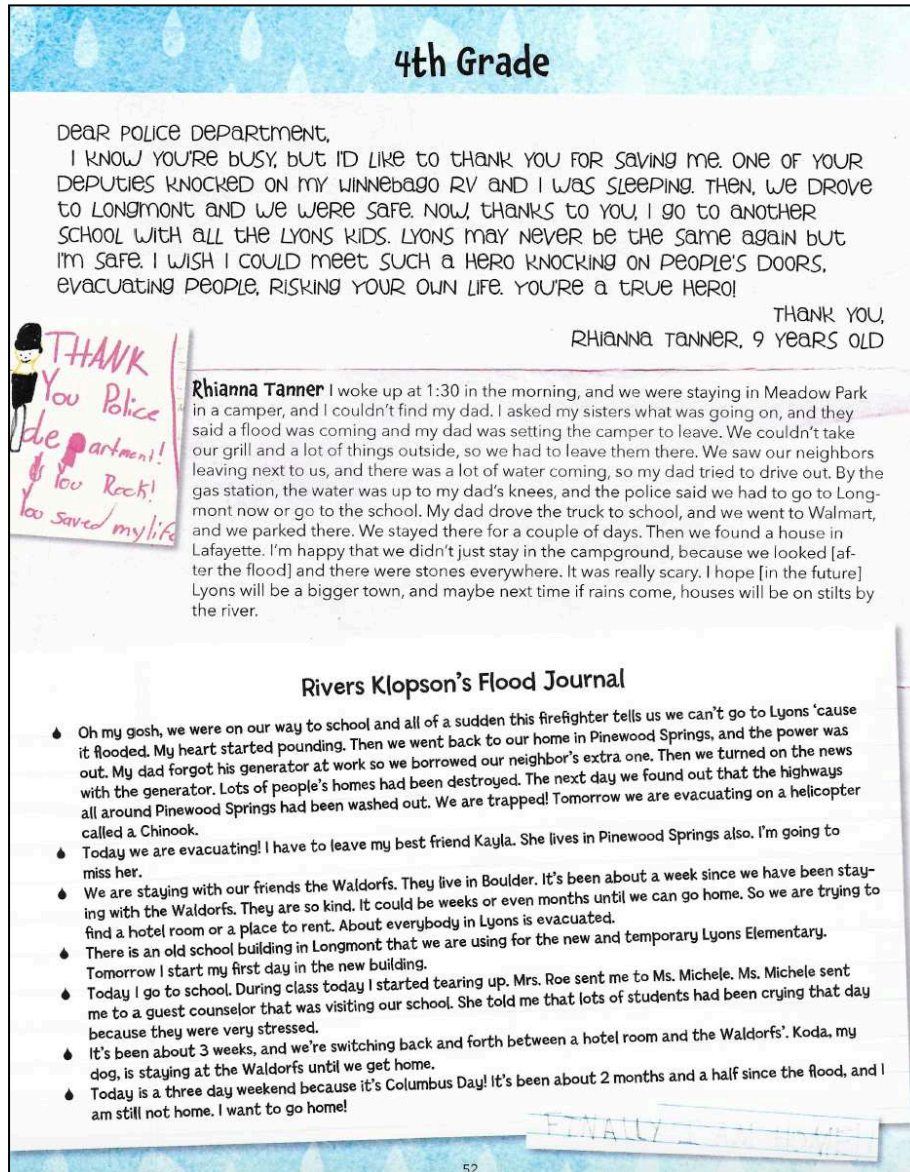 4th Grade
Dear Police Department,
I know you're busy, but I'd like to thank you for saving me. One of your
deputies knocked on my Winnebago RV and I was sleeping. Then, we drove
to Longmont and we were safe. Now, thanks to you, I go to another
school with all the Lyons kids. Lyons may never be the same again but
I'm safe. I wish I could meet such a hero knocking on people's doors,
evacuating people, risking your own life. You're a true hero!
Thank you,
Rhianna Tanner, 9 years old
THANK
You Police
department!
You Rock!
You saved my life
Rhianna Tanner I woke up at 1:30 in the morning, and we were staying in Meadow Park
in a camper, and I couldn't find my dad. I asked my sisters what was going on, and they
said a flood was coming and my dad was setting the camper to leave. We couldn't take
our grill and a lot of things outside, so we had to leave them there. We saw our neighbors
leaving next to us, and there was a lot of water coming, so my dad tried to drive out. By the
gas station, the water was up to my dad's knees, and the police said we had to go to Long-
mont now or go to the school. My dad drove the truck to school, and we went to Walmart,
and we parked there. We stayed there for a couple of days. Then we found a house in
Lafayette. I'm happy that we didn't just stay in the campground, because we looked [af-
ter the flood] and there were stones everywhere. It was really scary. I hope [in the future]
Lyons will be a bigger town, and maybe next time if rains come, houses will be on stilts by
the river.
Rivers Klopson's Flood Journal
Oh my gosh, we were on our way to school and all of a sudden this firefighter tells us we can't go to Lyons 'cause
it flooded. My heart started pounding. Then we went back to our home in Pinewood Springs, and the power was
out. My dad forgot his generator at work so we borrowed our neighbor's extra one. Then we turned on the news
with the generator. Lots of people's homes had been destroyed. The next day we found out that the highways
all around Pinewood Springs had been washed out. We are trapped! Tomorrow we are evacuating on a helicopter
called a Chinook.
Today we are evacuating! I have to leave my best friend Kayla. She lives in Pinewood Springs also. I'm going to
miss her.
We are staying with our friends the Waldorfs. They live in Boulder. It's been about a week since we have been stay-
ing with the Waldorfs. They are so kind. It could be weeks or even months until we can go home. So we are trying to
find a hotel room or a place to rent. About everybody in Lyons is evacuated.
There is an old school building in Longmont that we are using for the new and temporary Lyons Elementary.
Tomorrow I start my first day in the new building.
Today I go to school. During class today I started tearing up. Mrs. Roe sent me to Ms. Michele. Ms. Michele sent
me to a guest counselor that was visiting our school. She told me that lots of students had been crying that day
because they were very stressed.
It's been about 3 weeks, and we're switching back and forth between a hotel room and the Waldorfs'. Koda, my
dog, is staying at the Waldorfs until we get home.
Today is a three day weekend because it's Columbus Day! It's been about 2 months and a half since the flood, and I
am still not home. I want to go home!
FINALLY I AM HOME!
52